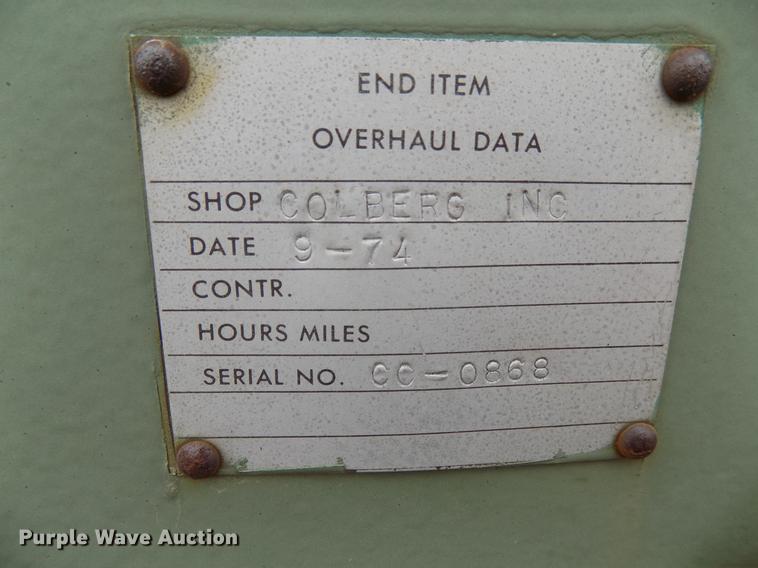 END ITEM
OVERHAUL DATA
SHOP COLBERG INC
DATE 9-74
CONTR.
HOURS MILES
SERIAL NO. CC-0868
Purple Wave Auction